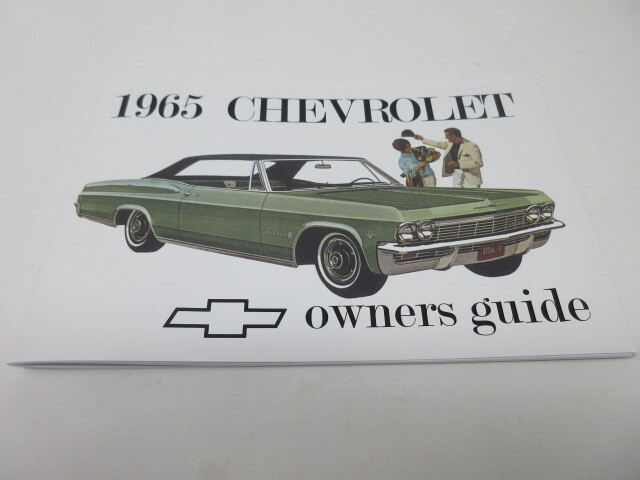 1965 CHEVROLET
owners guide